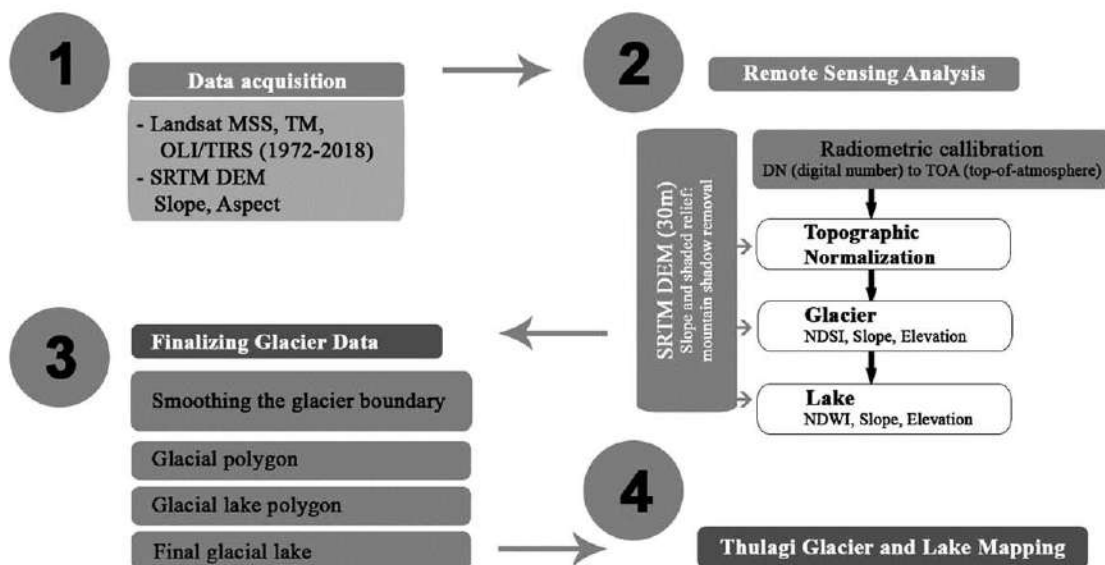 1
Data acquisition
- Landsat MSS, TM,
OLI/TIRS (1972-2018)
- SRTM DEM
Slope, Aspect
2
Remote Sensing Analysis
SRTM DEM (30m)
Slope and shaded relief:
mountain shadow removal
Radiometric callibration
DN (digital number) to TOA (top-of-atmosphere)
Topographic
Normalization
Glacier
NDSI, Slope, Elevation
Lake
NDWI, Slope, Elevation
3
Finalizing Glacier Data
Smoothing the glacier boundary
Glacial polygon
Glacial lake polygon
Final glacial lake
4
Thulagi Glacier and Lake Mapping